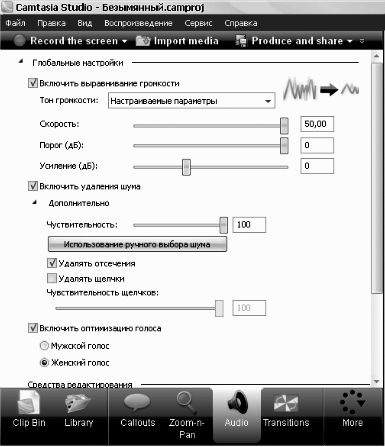 Camtasia Studio - Безымянный.camproj
Файл Правка Вид Воспроизведение Сервис Справка
Record the screen Import media Produce and share
Глобальные настройки
Включить выравнивание громкости
Тон громкости: Настраиваемые параметры
Скорость: 50,00
Порог (дБ): 0
Усиление (дБ): 0
Включить удаления шума
Дополнительно
Чуствительность: 100
Использование ручного выбора шума
Удалять отсечения
Удалять щелчки
Чувствительность щелчков: 100
Включить оптимизацию голоса
Мужской голос
Женский голос
Средства редактирования
Clip Bin Library Callouts Zoom-n-Pan Audio Transitions More